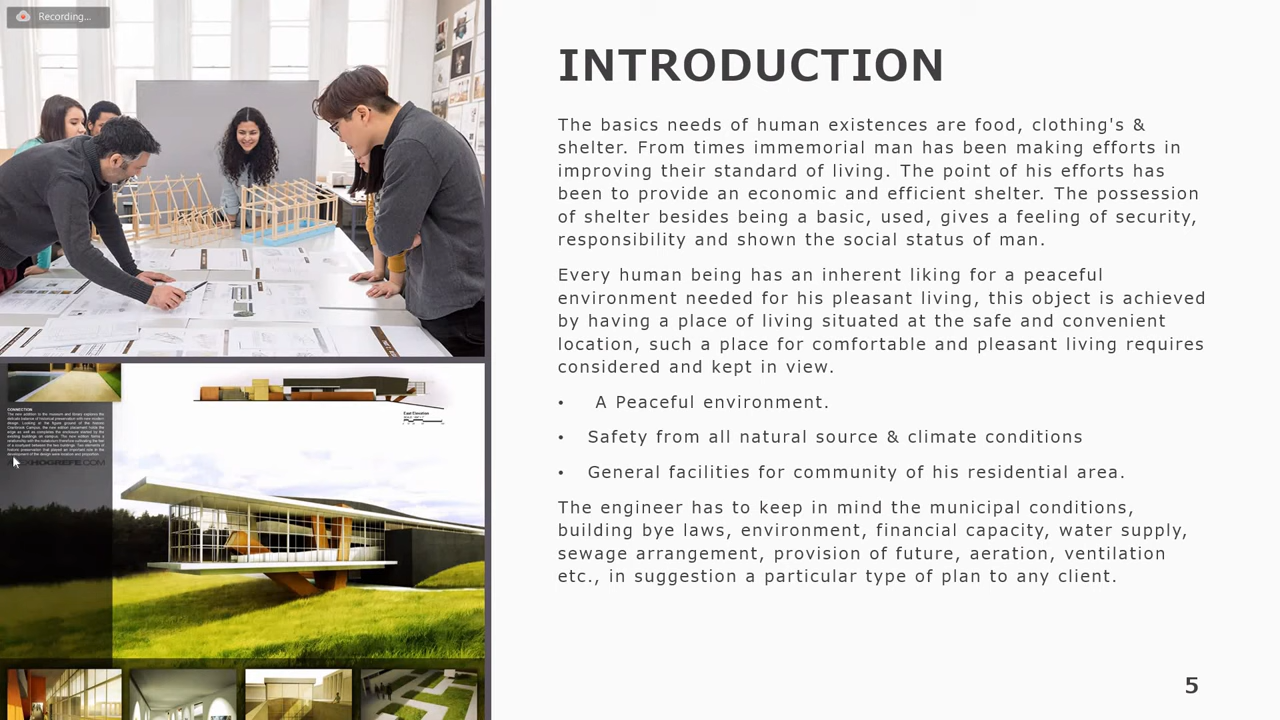 Recording...
INTRODUCTION
The basics needs of human existences are food, clothing's &
shelter. From times immemorial man has been making efforts in
improving their standard of living. The point of his efforts has
been to provide an economic and efficient shelter. The possession
of shelter besides being a basic, used, gives a feeling of security,
responsibility and shown the social status of man.
Every human being has an inherent liking for a peaceful
environment needed for his pleasant living, this object is achieved
by having a place of living situated at the safe and convenient
location, such a place for comfortable and pleasant living requires
considered and kept in view.
• A Peaceful environment.
• Safety from all natural source & climate conditions
• General facilities for community of his residential area.
The engineer has to keep in mind the municipal conditions,
building bye laws, environment, financial capacity, water supply,
sewage arrangement, provision of future, aeration, ventilation
etc., in suggestion a particular type of plan to any client.
CONNECTION
East Elevation
5